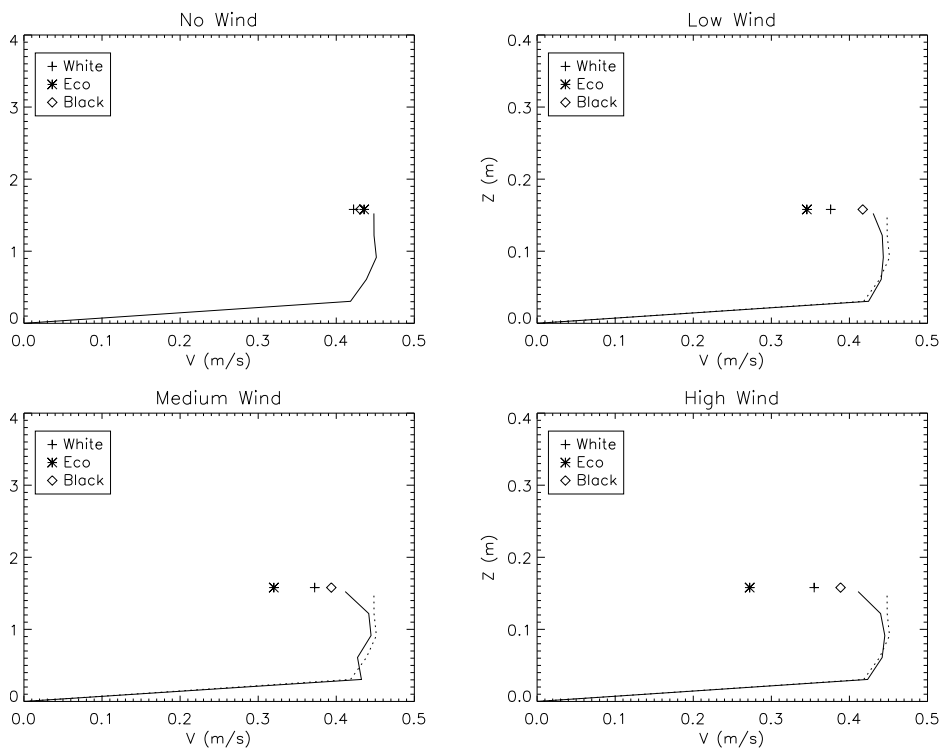 No Wind
4
3
2
1
0
White
Eco
Black
0.0 0.1 0.2 0.3 0.4 0.5
V (m/s)
Low Wind
0.4
0.3
0.2
0.1
0.0
Z (m)
White
Eco
Black
0.0 0.1 0.2 0.3 0.4 0.5
V (m/s)
Medium Wind
4
3
2
1
0
White
Eco
Black
0.0 0.1 0.2 0.3 0.4 0.5
V (m/s)
High Wind
0.4
0.3
0.2
0.1
0.0
Z (m)
White
Eco
Black
0.0 0.1 0.2 0.3 0.4 0.5
V (m/s)